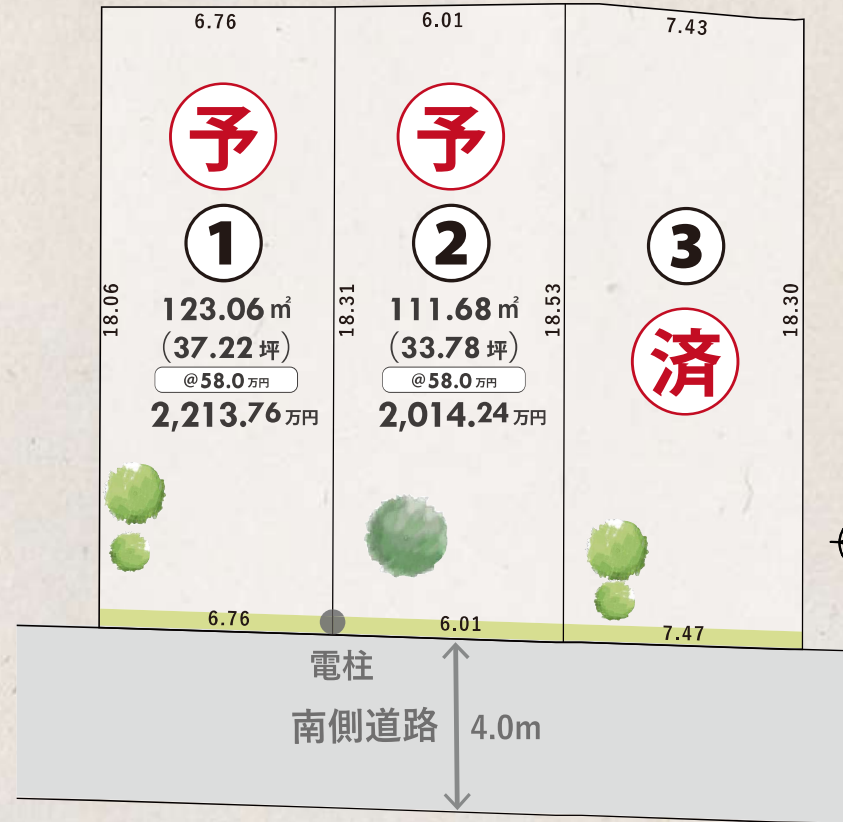 6.76
6.01
7.43
予
予
1
2
3
123.06㎡
(37.22坪)
@58.0万円
2,213.76万円
111.68㎡
(33.78坪)
@58.0万円
2,014.24万円
済
18.06
18.31
18.53
18.30
6.76
6.01
7.47
電柱
南側道路
4.0m